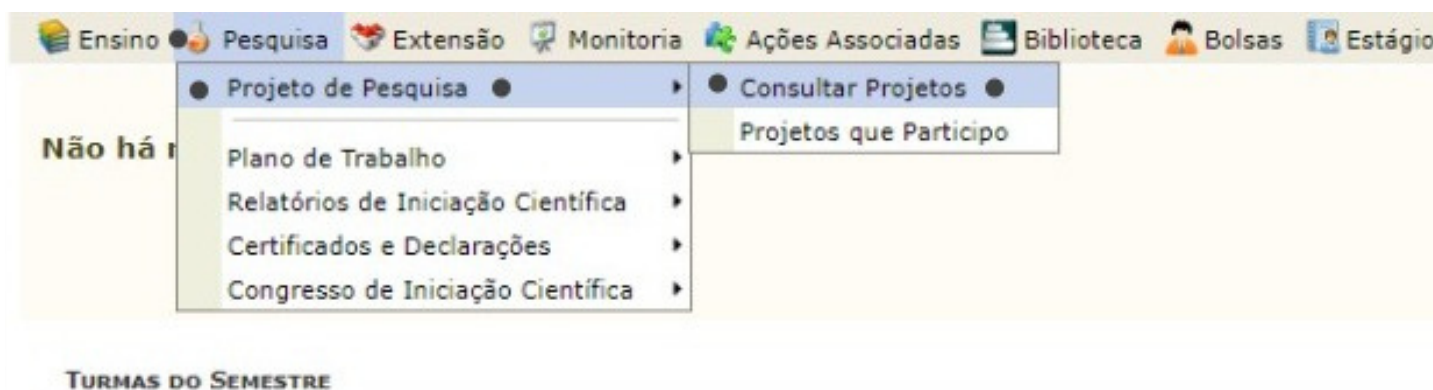 Ensino Pesquisa Extensão Monitoria Ações Associadas Biblioteca Bolsas Estágio
Projeto de Pesquisa
Consultar Projetos
Projetos que Participo
Não há
Plano de Trabalho
Relatórios de Iniciação Científica
Certificados e Declarações
Congresso de Iniciação Científica
TURMAS DO SEMESTRE